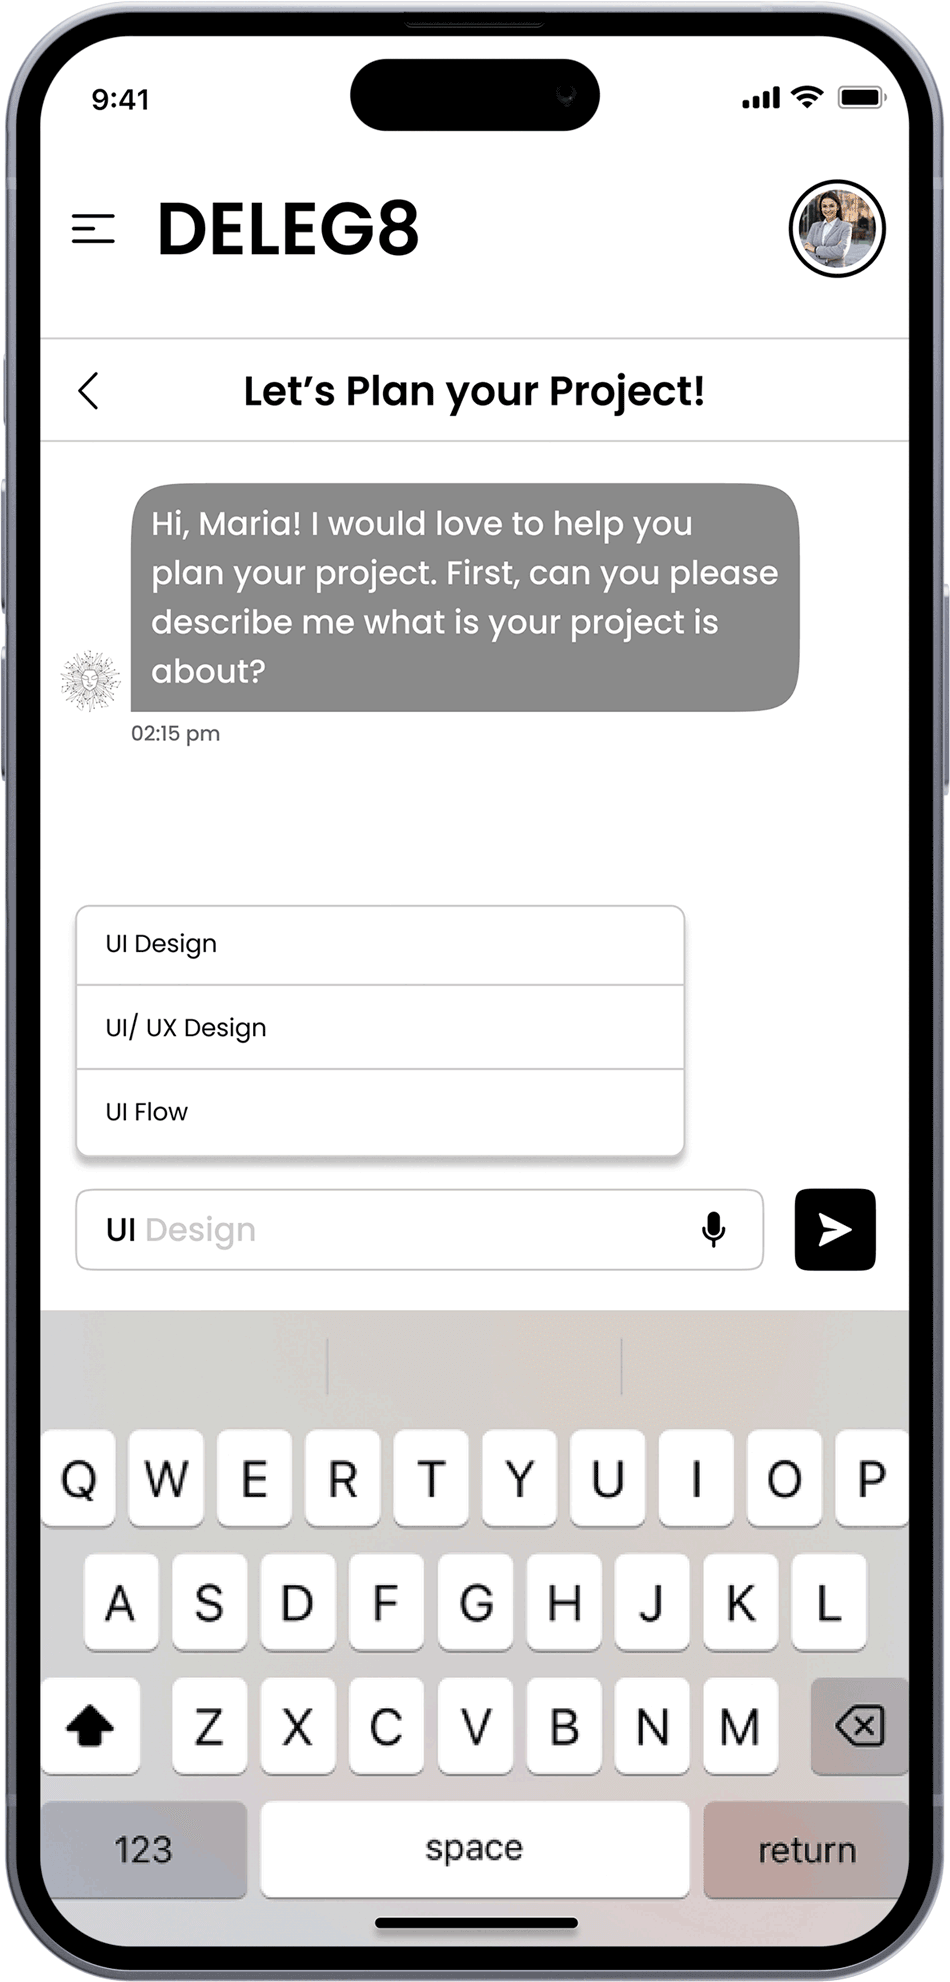 9:41
DELEG8
Let’s Plan your Project!
Hi, Maria! I would love to help you
plan your project. First, can you please
describe me what is your project is
about?
02:15 pm
UI Design
UI/ UX Design
UI Flow
UI Design
Q W E R T Y U I O P
A S D F G H J K L
Z X C V B N M
123 space return